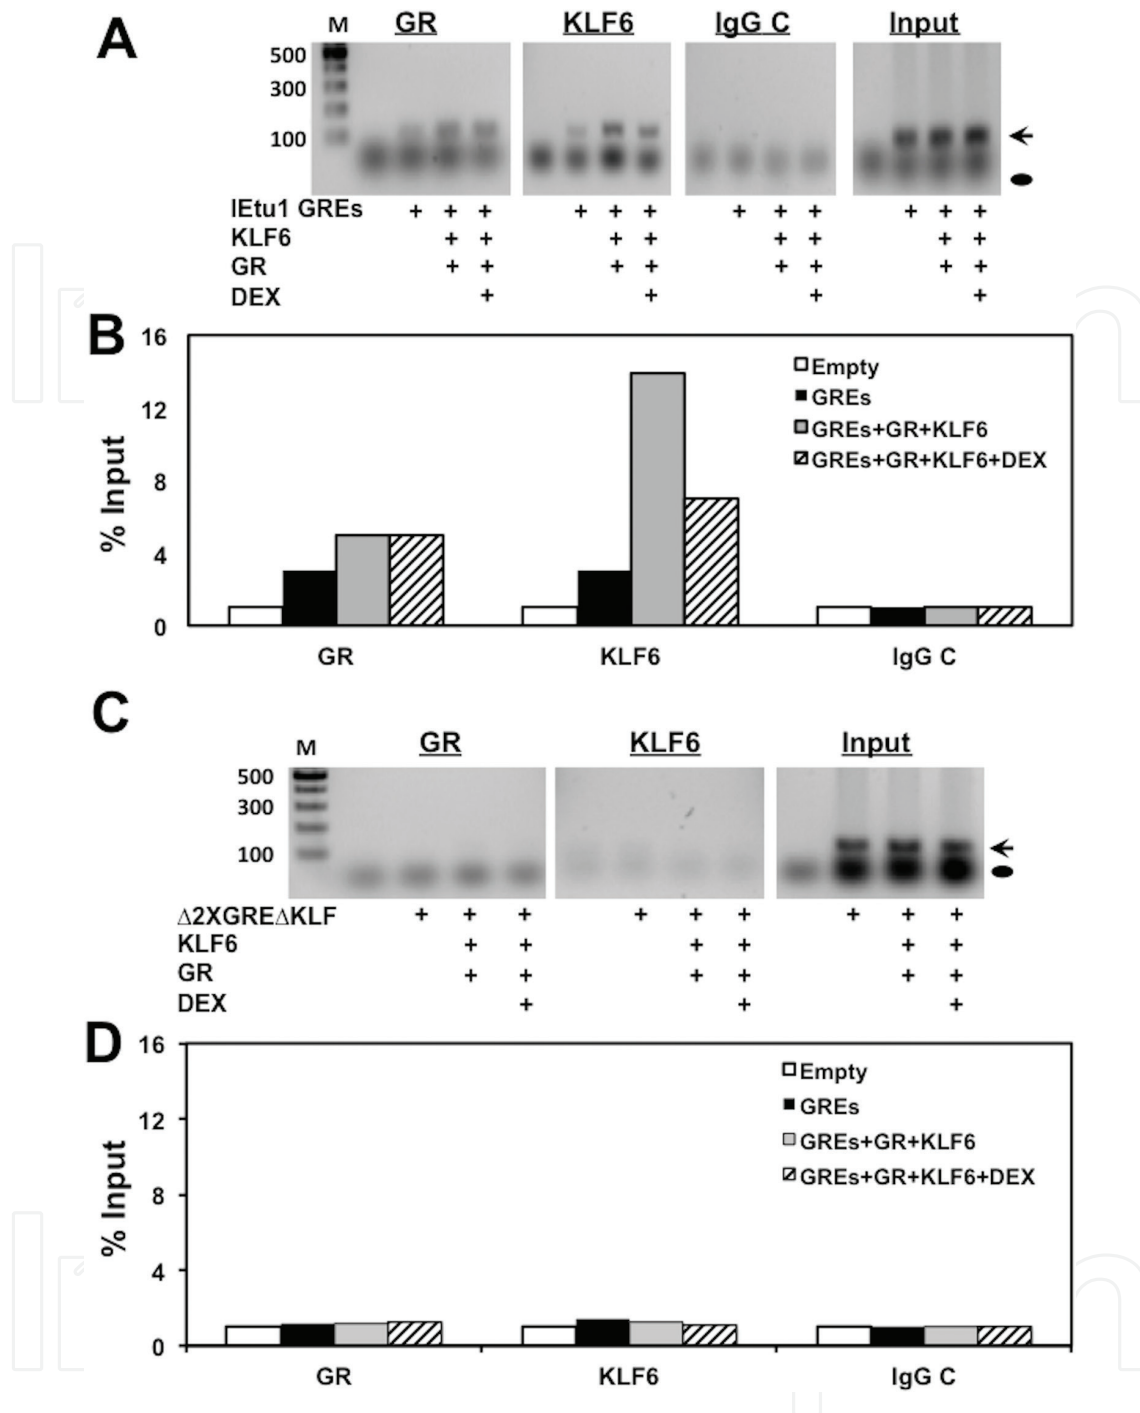 A
M GR KLF6 IgG C Input
500
300
100
IEtu1 GREs + + + + + + + + + + + +
KLF6 + + + + + + + +
GR + + + + + + + +
DEX + + + +
B
16
12
8
4
0
% Input
Empty
GREs
GREs+GR+KLF6
GREs+GR+KLF6+DEX
GR KLF6 IgG C
C
M GR KLF6 Input
500
300
100
Δ2XGREΔKLF + + + + + + + + +
KLF6 + + + + + +
GR + + + + + +
DEX + + +
D
16
12
8
4
0
% Input
Empty
GREs
GREs+GR+KLF6
GREs+GR+KLF6+DEX
GR KLF6 IgG C